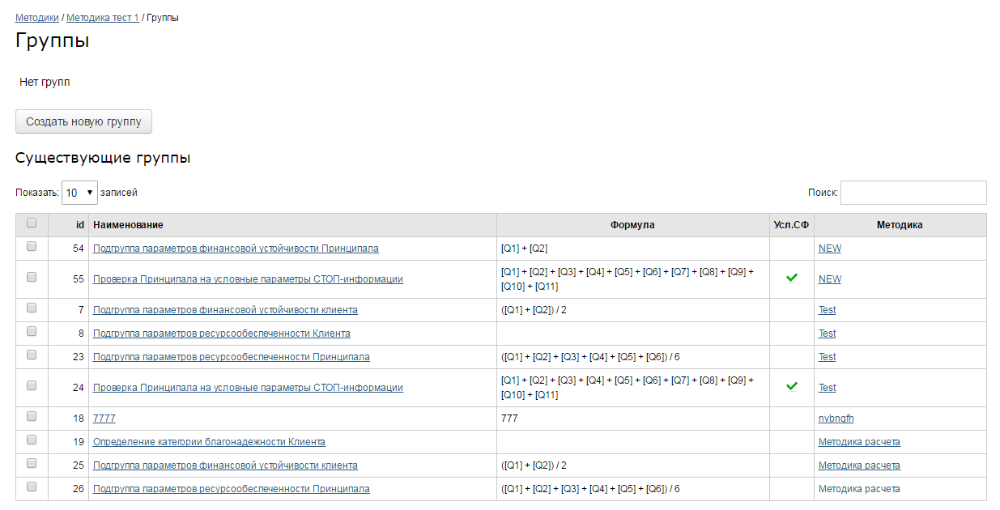 Методики / Методика тест 1 / Группы
Группы
Нет групп
Создать новую группу
Существующие группы
Показать: 10 записей Поиск:
id Наименование Формула Усл.СФ Методика
54 Подгруппа параметров финансовой устойчивости Принципала [Q1] + [Q2] NEW
55 Проверка Принципала на условные параметры СТОП-информации [Q1] + [Q2] + [Q3] + [Q4] + [Q5] + [Q6] + [Q7] + [Q8] + [Q9] + NEW
[Q10] + [Q11]
7 Подгруппа параметров финансовой устойчивости клиента ([Q1] + [Q2]) / 2 Test
8 Подгруппа параметров ресурсообеспеченности Клиента Test
23 Подгруппа параметров ресурсообеспеченности Принципала ([Q1] + [Q2] + [Q3] + [Q4] + [Q5] + [Q6]) / 6 Test
24 Проверка Принципала на условные параметры СТОП-информации [Q1] + [Q2] + [Q3] + [Q4] + [Q5] + [Q6] + [Q7] + [Q8] + [Q9] + Test
[Q10] + [Q11]
18 7777 777 nvbngfh
19 Определение категории благонадежности Клиента Методика расчета
25 Подгруппа параметров финансовой устойчивости клиента ([Q1] + [Q2]) / 2 Методика расчета
26 Подгруппа параметров ресурсообеспеченности Принципала ([Q1] + [Q2] + [Q3] + [Q4] + [Q5] + [Q6]) / 6 Методика расчета